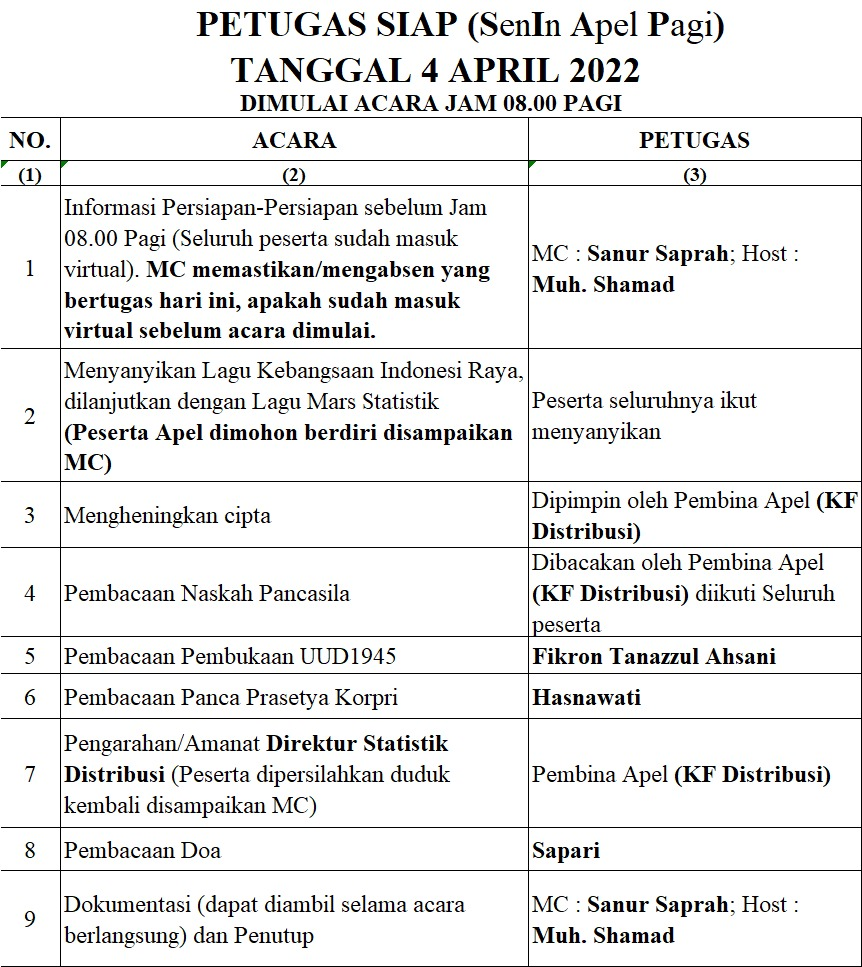 PETUGAS SIAP (SenIn Apel Pagi)
TANGGAL 4 APRIL 2022
DIMULAI ACARA JAM 08.00 PAGI
NO. ACARA PETUGAS
(1) (2) (3)
1
Informasi Persiapan-Persiapan sebelum Jam
08.00 Pagi (Seluruh peserta sudah masuk
virtual). MC memastikan/mengabsen yang
bertugas hari ini, apakah sudah masuk
virtual sebelum acara dimulai.
MC : Sanur Saprah; Host :
Muh. Shamad
2
Menyanyikan Lagu Kebangsaan Indonesi Raya,
dilanjutkan dengan Lagu Mars Statistik
(Peserta Apel dimohon berdiri disampaikan
MC)
Peserta seluruhnya ikut
menyanyikan
3
Mengheningkan cipta
Dipimpin oleh Pembina Apel (KF
Distribusi)
4
Pembacaan Naskah Pancasila
Dibacakan oleh Pembina Apel
(KF Distribusi) diikuti Seluruh
peserta
5 Pembacaan Pembukaan UUD1945 Fikron Tanazzul Ahsani
6 Pembacaan Panca Prasetya Korpri Hasnawati
7
Pengarahan/Amanat Direktur Statistik
Distribusi (Peserta dipersilahkan duduk
kembali disampaikan MC)
Pembina Apel (KF Distribusi)
8 Pembacaan Doa Sapari
9
Dokumentasi (dapat diambil selama acara
berlangsung) dan Penutup
MC : Sanur Saprah; Host :
Muh. Shamad